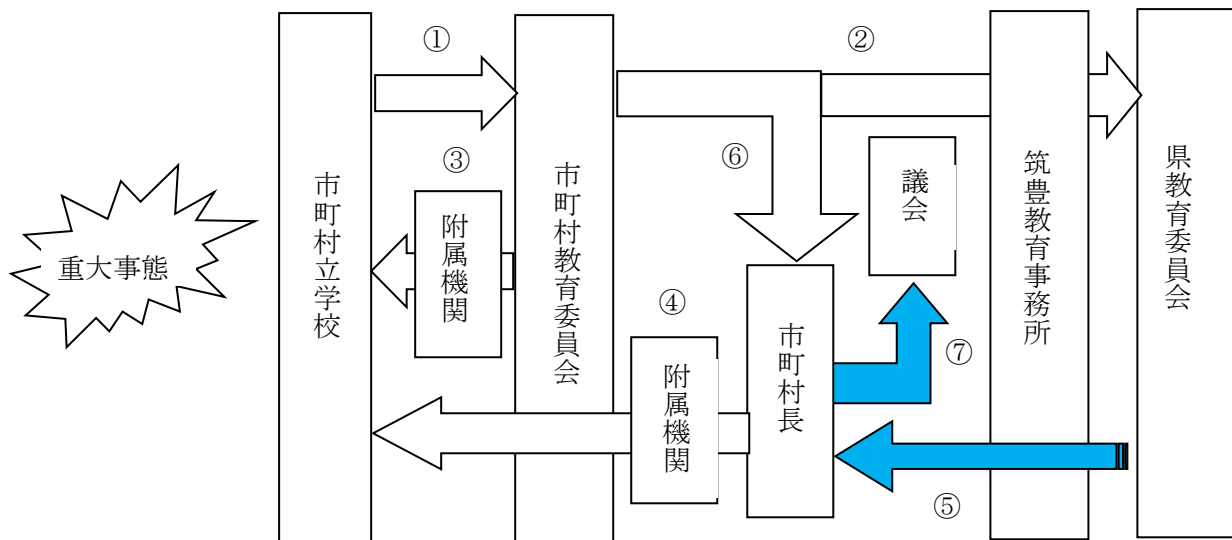 ①
②
③
⑥
④
⑦
⑤
重大事態
市町村立学校
附属機関
市町村教育委員会
附属機関
市町村長
議会
筑豊教育事務所
県教育委員会